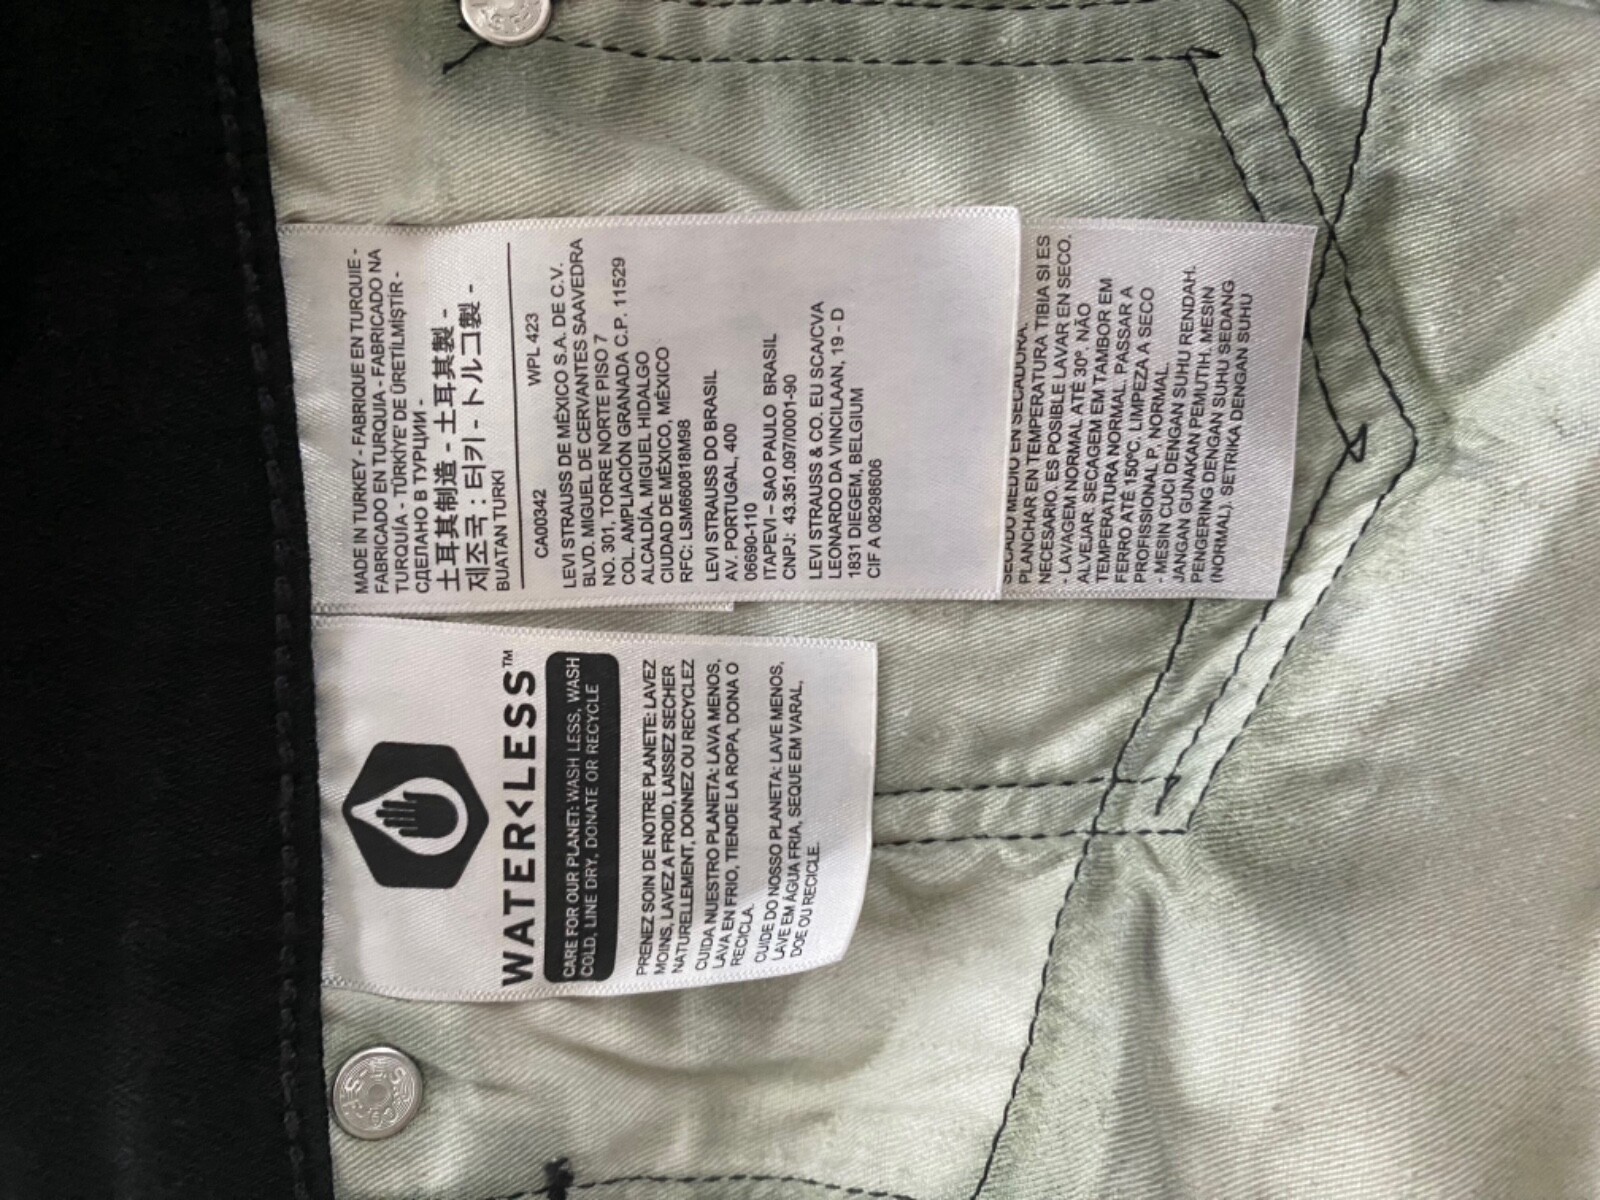 MADE IN TURKEY - FABRIQUE EN TURQUIE -
FABRICADO EN TURQUIA - FABRICADO NA
TURQUÍA - TÜRKİYE' DE ÜRETİLMİŞTİR -
СДЕЛАНО В ТУРЦИИ -
土耳其制造 - 土耳其製 -
제조국 : 터키 - トルコ製 -
BUATAN TURKI
CA00342 WPL 423
LEVI STRAUSS DE MÉXICO S.A. DE C.V.
BLVD. MIGUEL DE CERVANTES SAAVEDRA
NO. 301, TORRE NORTE PISO 7
COL. AMPLIACIÓN GRANADA C.P. 11529
ALCALDÍA. MIGUEL HIDALGO
CIUDAD DE MÉXICO, MÉXICO
RFC: LSM660818M98
LEVI STRAUSS DO BRASIL
AV. PORTUGAL, 400
06690-110
ITAPEVI – SAO PAULO BRASIL
CNPJ: 43.351.097/0001-90
LEVI STRAUSS & CO. EU SCA/CVA
LEONARDO DA VINCILAAN, 19 - D
1831 DIEGEM, BELGIUM
CIF A 08298606
SECADO MEDIO EN SECADORA.
PLANCHAR EN TEMPERATURA TIBIA SI ES
NECESARIO. ES POSIBLE LAVAR EN SECO.
- LAVAGEM NORMAL ATÉ 30º. NÃO
ALVEJAR. SECAGEM EM TAMBOR EM
TEMPERATURA NORMAL. PASSAR A
FERRO ATÉ 150ºC. LIMPEZA A SECO
PROFISSIONAL P, NORMAL.
- MESIN CUCI DENGAN SUHU RENDAH.
JANGAN GUNAKAN PEMUTIH. MESIN
PENGERING DENGAN SUHU SEDANG
(NORMAL). SETRIKA DENGAN SUHU
WATER<LESS™
CARE FOR OUR PLANET: WASH LESS, WASH
COLD, LINE DRY, DONATE OR RECYCLE
PRENEZ SOIN DE NOTRE PLANETE: LAVEZ
MOINS, LAVEZ A FROID, LAISSEZ SECHER
NATURELLEMENT, DONNEZ OU RECYCLEZ
CUIDA NUESTRO PLANETA: LAVA MENOS,
LAVA EN FRIO, TIENDE LA ROPA, DONA O
RECICLA.
CUIDE DO NOSSO PLANETA: LAVE MENOS,
LAVE EM ÁGUA FRIA, SEQUE EM VARAL,
DOE OU RECICLE.